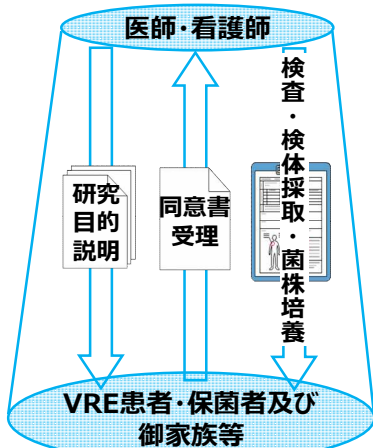 医師・看護師
研究
目的
説明
同意書
受理
検査・検体採取・菌株培養
VRE患者・保菌者及び
御家族等